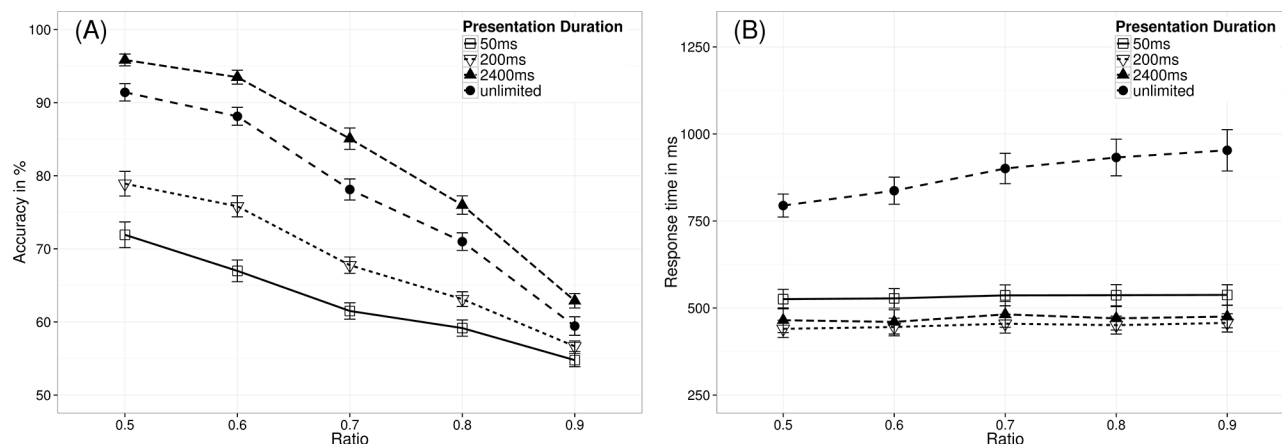 (A)
Presentation Duration
50ms
200ms
2400ms
unlimited
Accuracy in %
100
90
80
70
60
50
0.5 0.6 0.7 0.8 0.9
Ratio
(B)
Presentation Duration
50ms
200ms
2400ms
unlimited
Response time in ms
1250
1000
750
500
250
0.5 0.6 0.7 0.8 0.9
Ratio